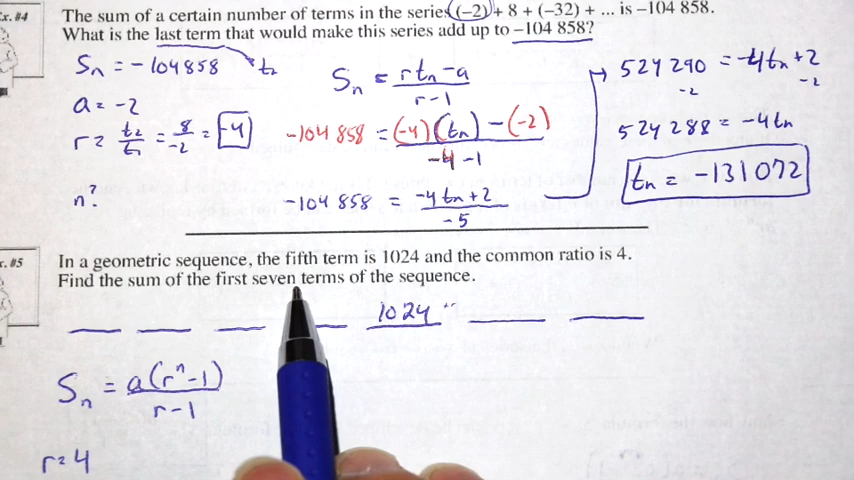 x. #4
The sum of a certain number of terms in the series (−2) + 8 + (−32) + ... is −104 858.
What is the last term that would make this series add up to −104 858?
Sn = −104858
a = −2
r = t2/t1 = 8/−2 = −4
n?
Sn = rtn − a / r − 1
−104 858 = (−4)(tn) − (−2) / −4 − 1
−104 858 = −4tn + 2 / −5
524 290 = −4tn + 2
−2 −2
524 288 = −4tn
tn = −131072
x. #5
In a geometric sequence, the fifth term is 1024 and the common ratio is 4.
Find the sum of the first seven terms of the sequence.
1024
Sn = a(r^n − 1) / r − 1
r = 4